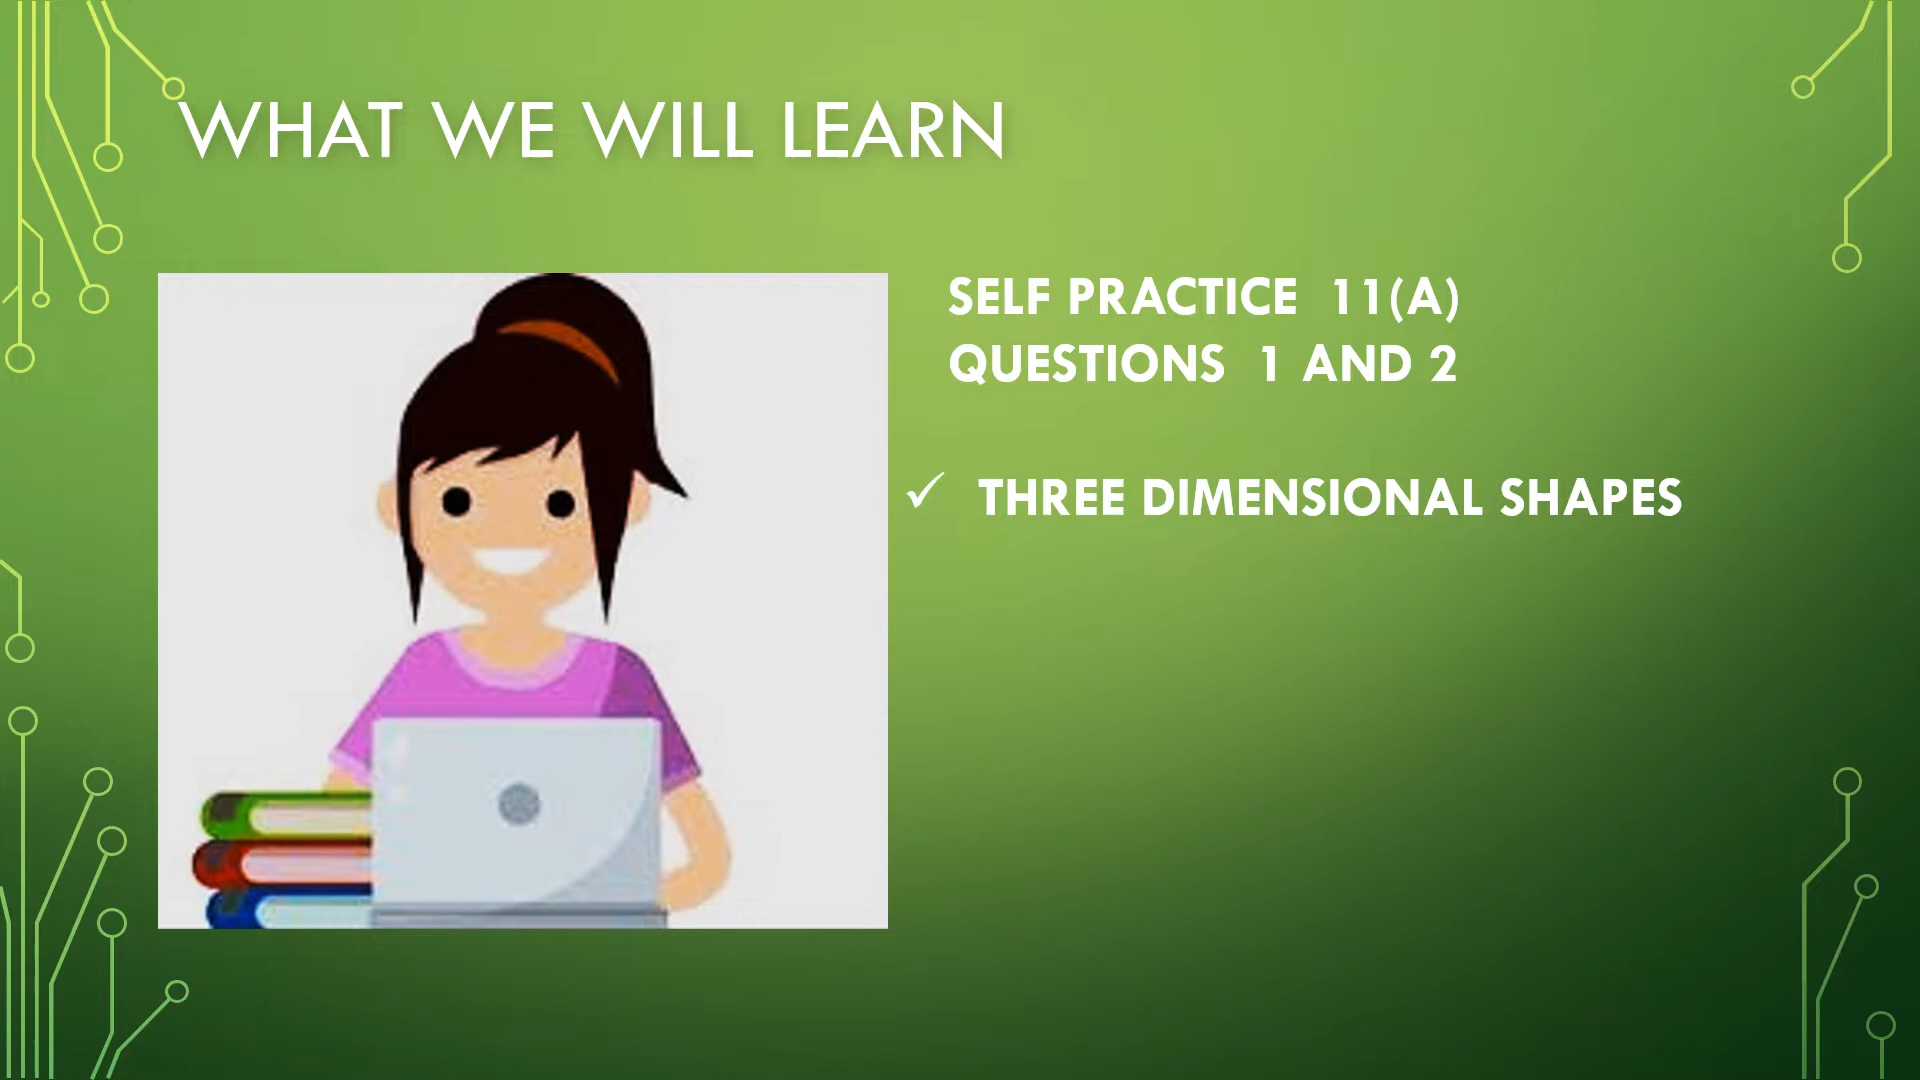 WHAT WE WILL LEARN
SELF PRACTICE 11(A)
QUESTIONS 1 AND 2
✓ THREE DIMENSIONAL SHAPES